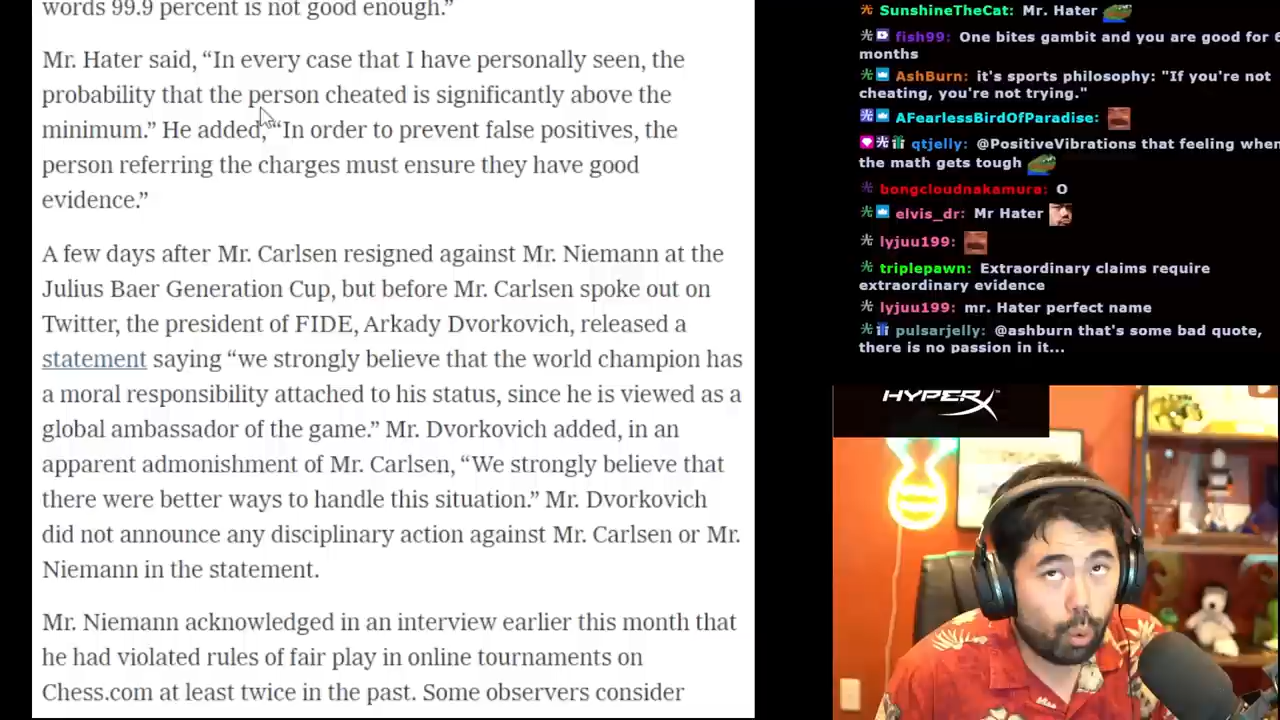 words 99.9 percent is not good enough.”
Mr. Hater said, “In every case that I have personally seen, the
probability that the person cheated is significantly above the
minimum.” He added, “In order to prevent false positives, the
person referring the charges must ensure they have good
evidence.”
A few days after Mr. Carlsen resigned against Mr. Niemann at the
Julius Baer Generation Cup, but before Mr. Carlsen spoke out on
Twitter, the president of FIDE, Arkady Dvorkovich, released a
statement saying “we strongly believe that the world champion has
a moral responsibility attached to his status, since he is viewed as a
global ambassador of the game.” Mr. Dvorkovich added, in an
apparent admonishment of Mr. Carlsen, “We strongly believe that
there were better ways to handle this situation.” Mr. Dvorkovich
did not announce any disciplinary action against Mr. Carlsen or Mr.
Niemann in the statement.
Mr. Niemann acknowledged in an interview earlier this month that
he had violated rules of fair play in online tournaments on
Chess.com at least twice in the past. Some observers consider
SunshineTheCat: Mr. Hater
fish99: One bites gambit and you are good for 6
months
AshBurn: it's sports philosophy: "If you're not
cheating, you're not trying."
AFearlessBirdOfParadise:
qtjelly: @PositiveVibrations that feeling when
the math gets tough
bongcloudnakamura: O
elvis_dr: Mr Hater
lyjuu199:
triplepawn: Extraordinary claims require
extraordinary evidence
lyjuu199: mr. Hater perfect name
pulsarjelly: @ashburn that's some bad quote,
there is no passion in it...
HYPERX